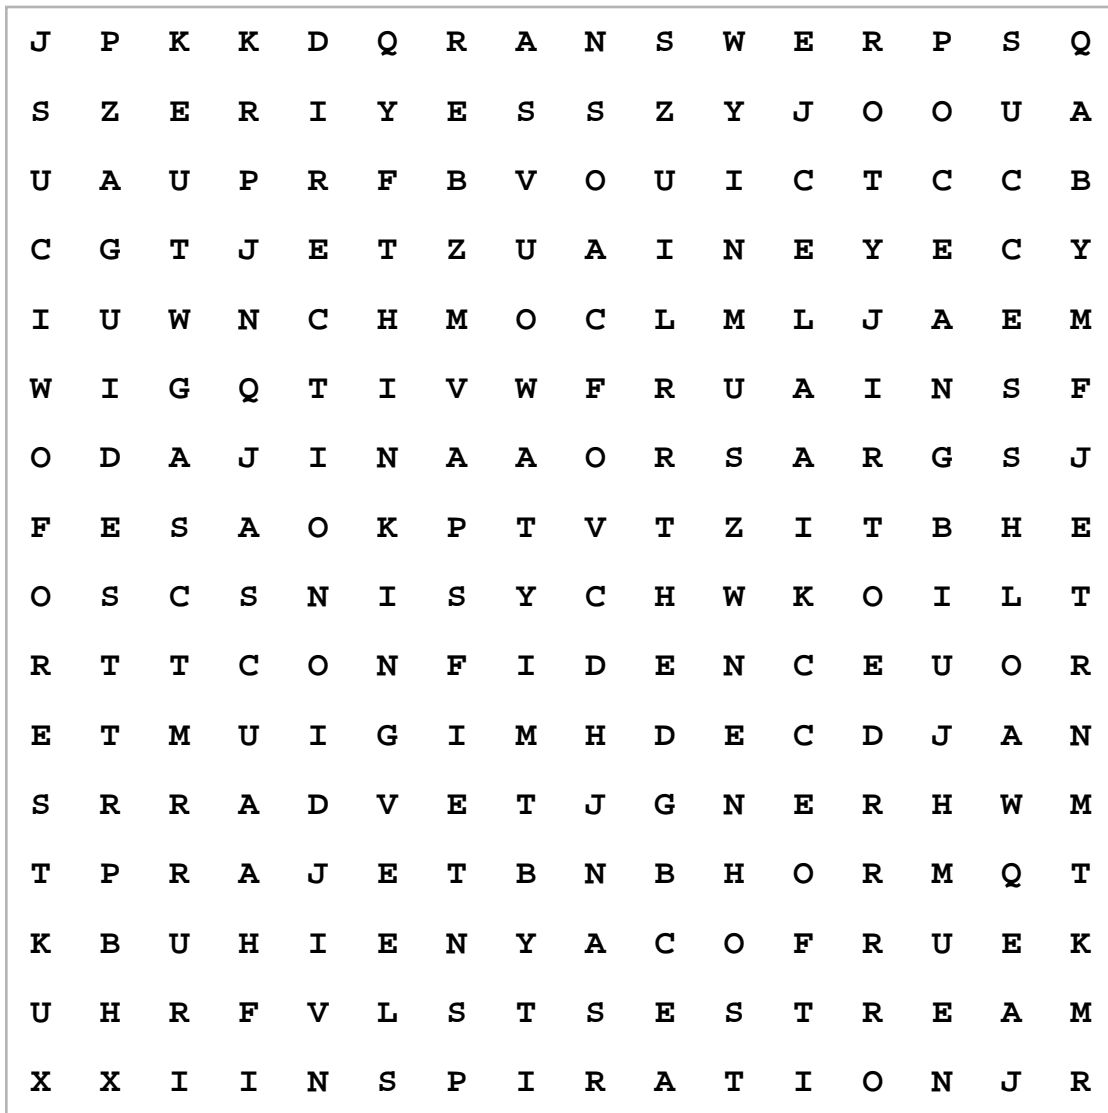 J P K K D Q R A N S W E R P S Q
S Z E R I Y E S S Z Y J O O U A
U A U P R F B V O U I C T C C B
C G T J E T Z U A I N E Y E C Y
I U W N C H M O C L M L J A E M
W I G Q T I V W F R U A I N S F
O D A J I N A A O R S A R G S J
F E S A O K P T V T Z I T B H E
O S C S N I S Y C H W K O I L T
R T T C O N F I D E N C E U O R
E T M U I G I M H D E C D J A N
S R R A D V E T J G N E R H W M
T P R A J E T B N B H O R M Q T
K B U H I E N Y A C O F R U E K
U H R F V L S T S E S T R E A M
X X I I N S P I R A T I O N J R